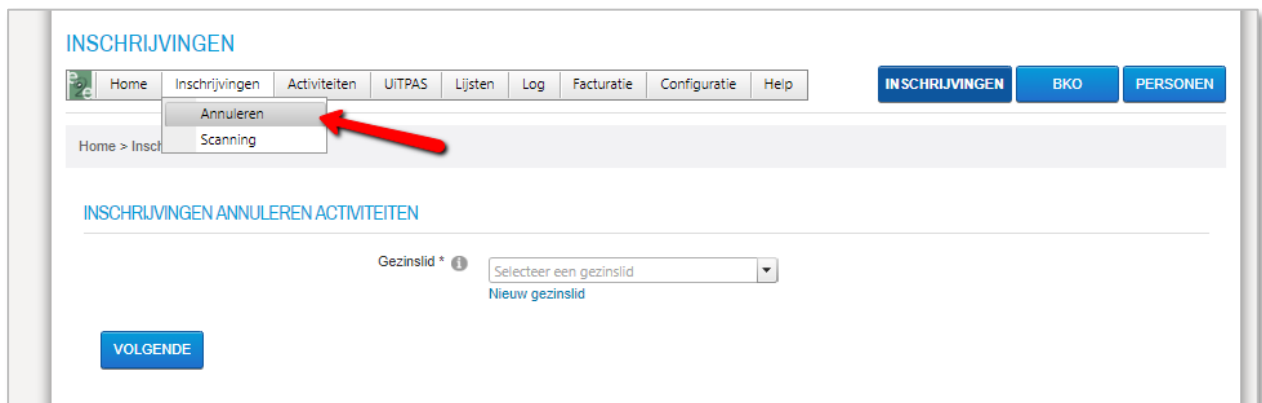 INSCHRIJVINGEN
Home Inschrijvingen Activiteiten UiTPAS Lijsten Log Facturatie Configuratie Help INSCHRIJVINGEN BKO PERSONEN
Annuleren
Scanning
Home > Insch
INSCHRIJVINGEN ANNULEREN ACTIVITEITEN
Gezinslid * Selecteer een gezinslid
Nieuw gezinslid
VOLGENDE